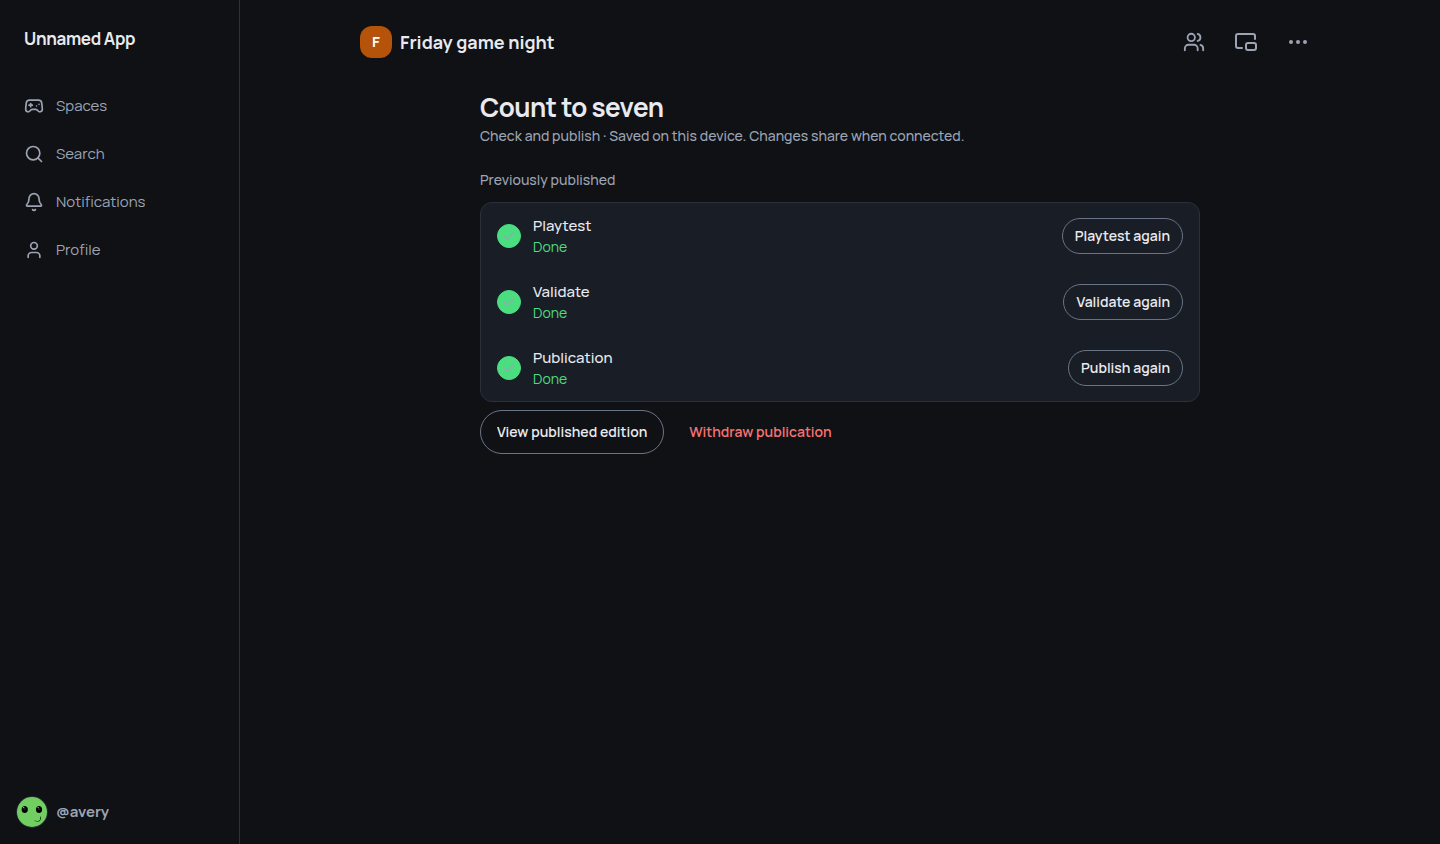 Unnamed App
Spaces
Search
Notifications
Profile
@avery
F Friday game night
Count to seven
Check and publish · Saved on this device. Changes share when connected.
Previously published
Playtest
Done
Playtest again
Validate
Done
Validate again
Publication
Done
Publish again
View published edition
Withdraw publication